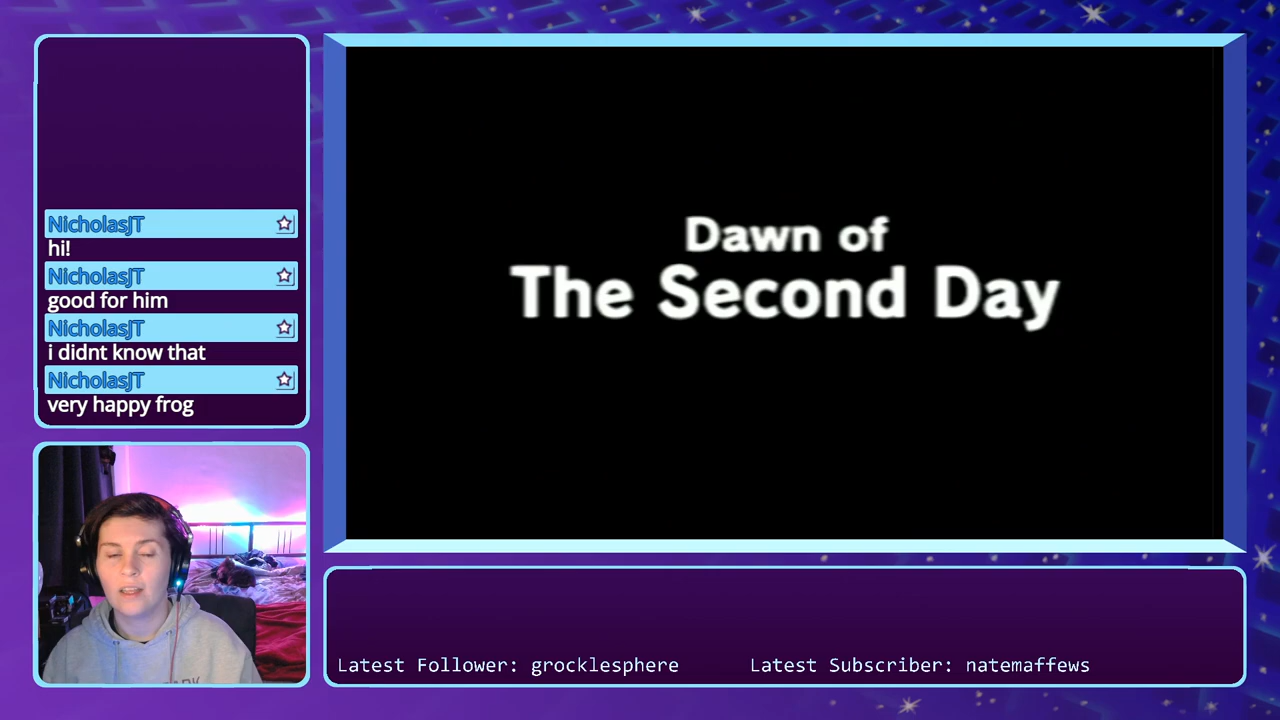 NicholasJT
hi!
NicholasJT
good for him
NicholasJT
i didnt know that
NicholasJT
very happy frog
Dawn of
The Second Day
Latest Follower: grocklesphere
Latest Subscriber: natemaffews